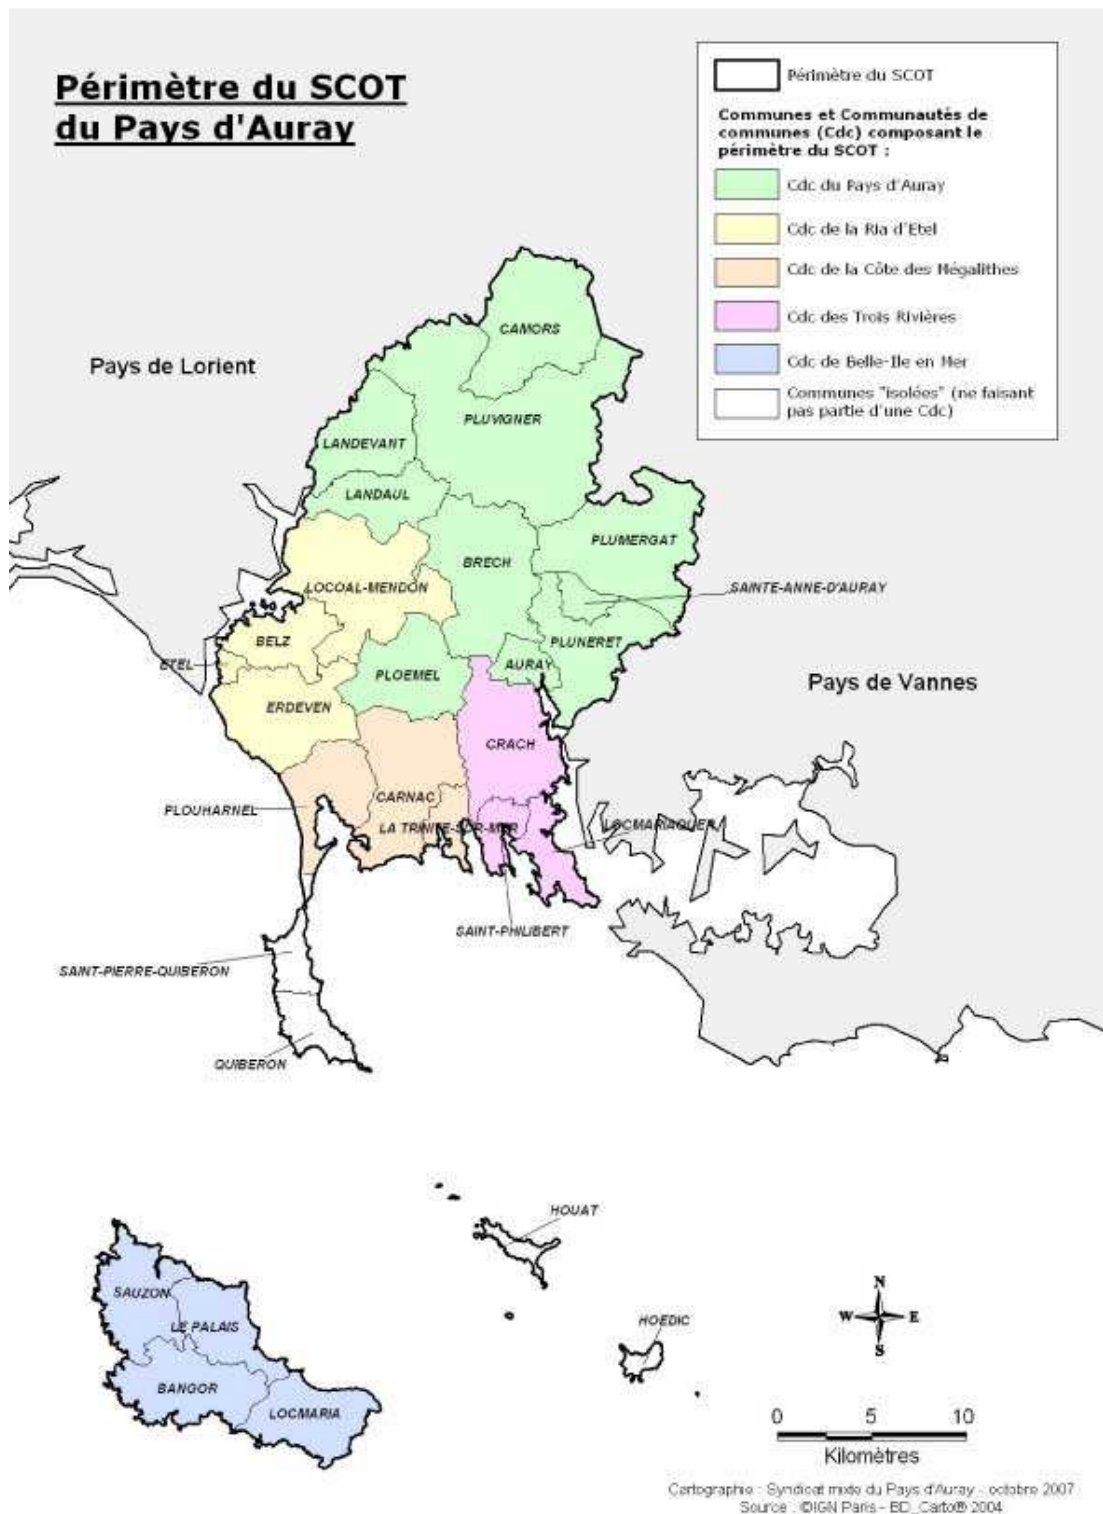 Périmètre du SCOT
du Pays d'Auray
Périmètre du SCOT
Communes et Communautés de
communes (Cdc) composant le
périmètre du SCOT :
Cdc du Pays d'Auray
Cdc de la Ria d'Etel
Cdc de la Côte des Mégalithes
Cdc des Trois Rivières
Cdc de Belle-Ile en Mer
Communes "isolées" (ne faisant
pas partie d'une Cdc)
Pays de Lorient
CAMORS
PLUVIGNER
LANDEVANT
LANDAUL
PLUMERGAT
BRECH
LOCOAL-MENDON
SAINTE-ANNE-D'AURAY
BELZ
PLUNERET
ETEL
AURAY
PLOEMEL
Pays de Vannes
ERDEVEN
CRACH
CARNAC
PLOUHARNEL
LA TRINITE-SUR-MER
LOCMARIAQUER
SAINT-PHILIBERT
SAINT-PIERRE-QUIBERON
QUIBERON
HOUAT
SAUZON
LE PALAIS
HOEDIC
BANGOR
LOCMARIA
N
W E
S
0 5 10
Kilomètres
Cartographie : Syndicat mixte du Pays d'Auray - octobre 2007
Source : ©IGN Paris - BD_Carto® 2004